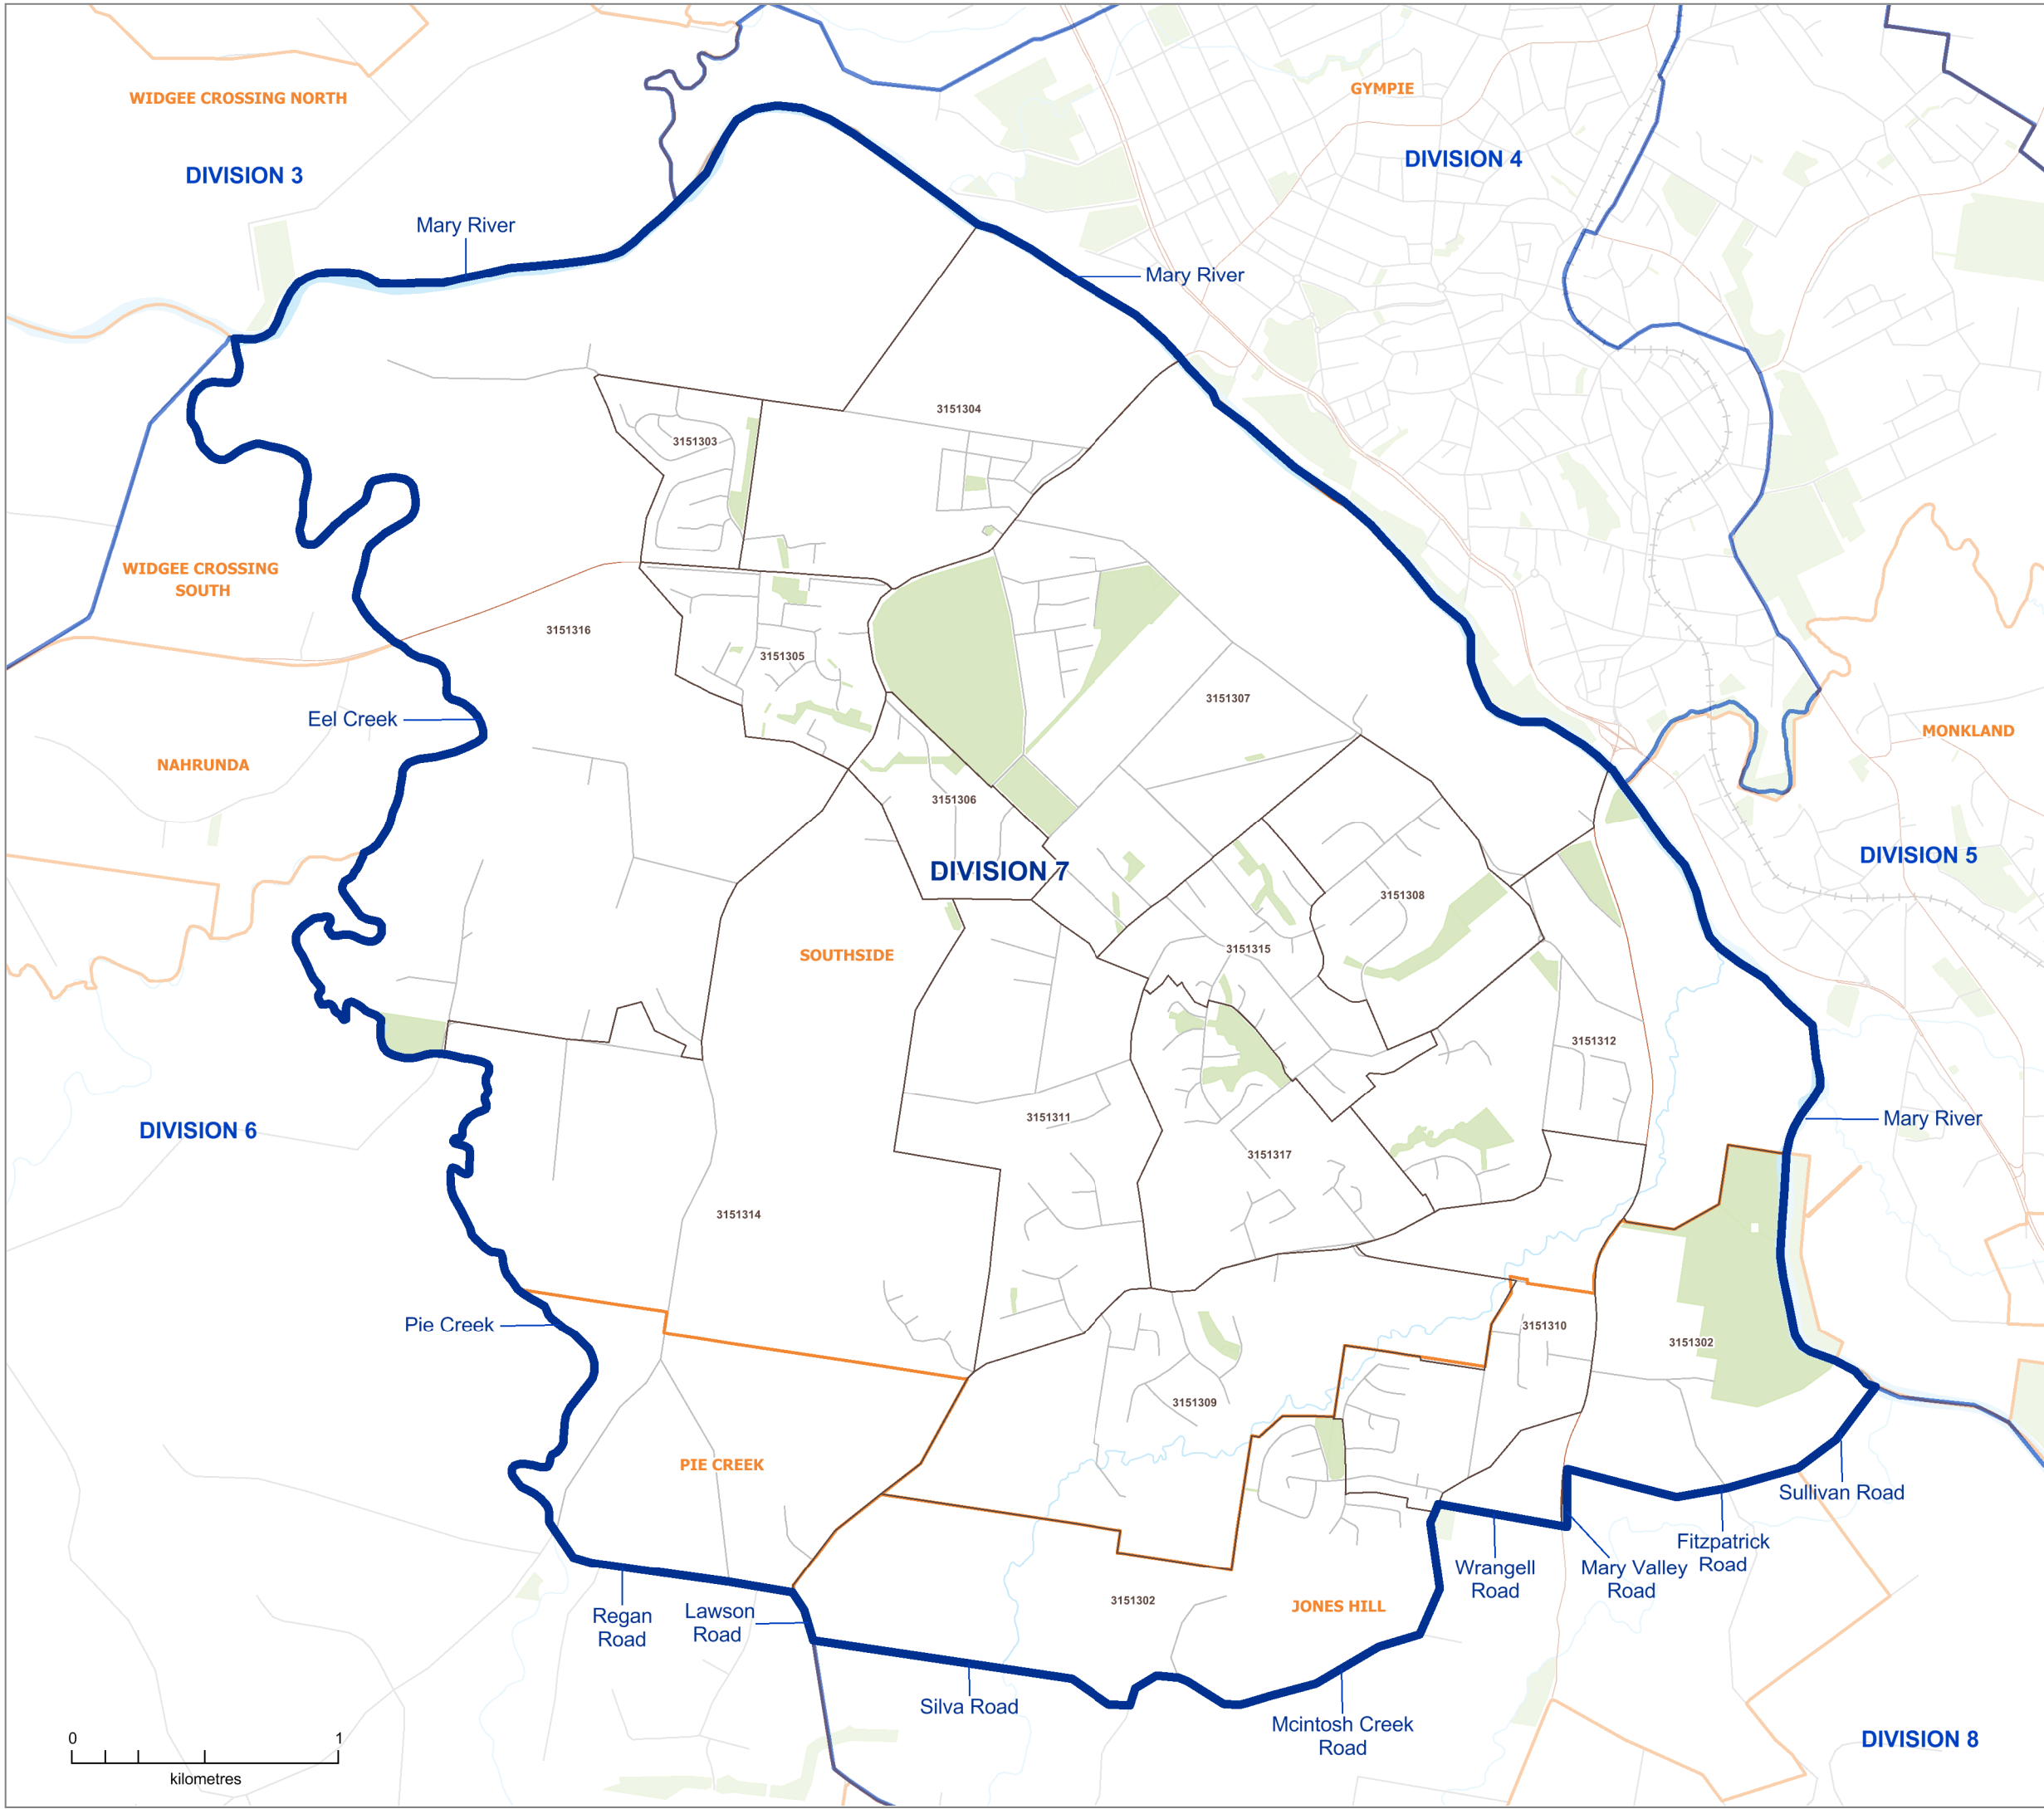 GYMPIE
WIDGEE CROSSING NORTH
DIVISION 4
DIVISION 3
Mary River
Mary River
3151304
3151303
WIDGEE CROSSING
SOUTH
3151316
3151305
3151307
Eel Creek
MONKLAND
NAHRUNDA
3151306
DIVISION 7
DIVISION 5
3151308
3151315
SOUTHSIDE
3151312
3151311
Mary River
DIVISION 6
3151317
3151314
Pie Creek
3151310
3151302
3151309
PIE CREEK
Sullivan Road
Fitzpatrick
Road
Wrangell
Road
Mary Valley
Road
3151302
JONES HILL
Regan
Road
Lawson
Road
Silva Road
Mcintosh Creek
Road
DIVISION 8
0 1
kilometres